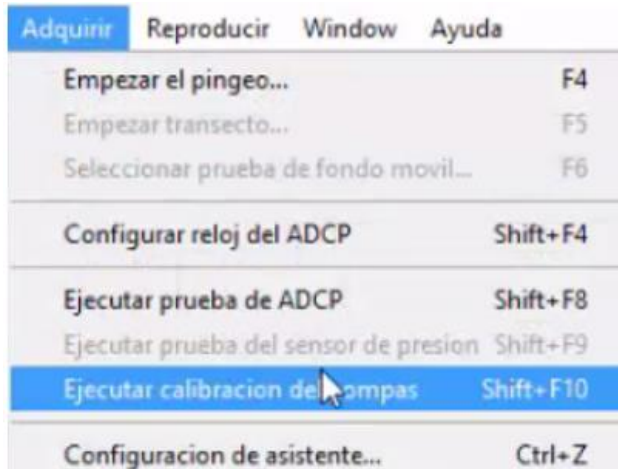 Adquirir Reproducir Window Ayuda
Empezar el pingeo... F4
Empezar transecto... F5
Seleccionar prueba de fondo movil... F6
Configurar reloj del ADCP Shift+F4
Ejecutar prueba de ADCP Shift+F8
Ejecutar prueba del sensor de presion Shift+F9
Ejecutar calibracion del compas Shift+F10
Configuracion de asistente... Ctrl+Z